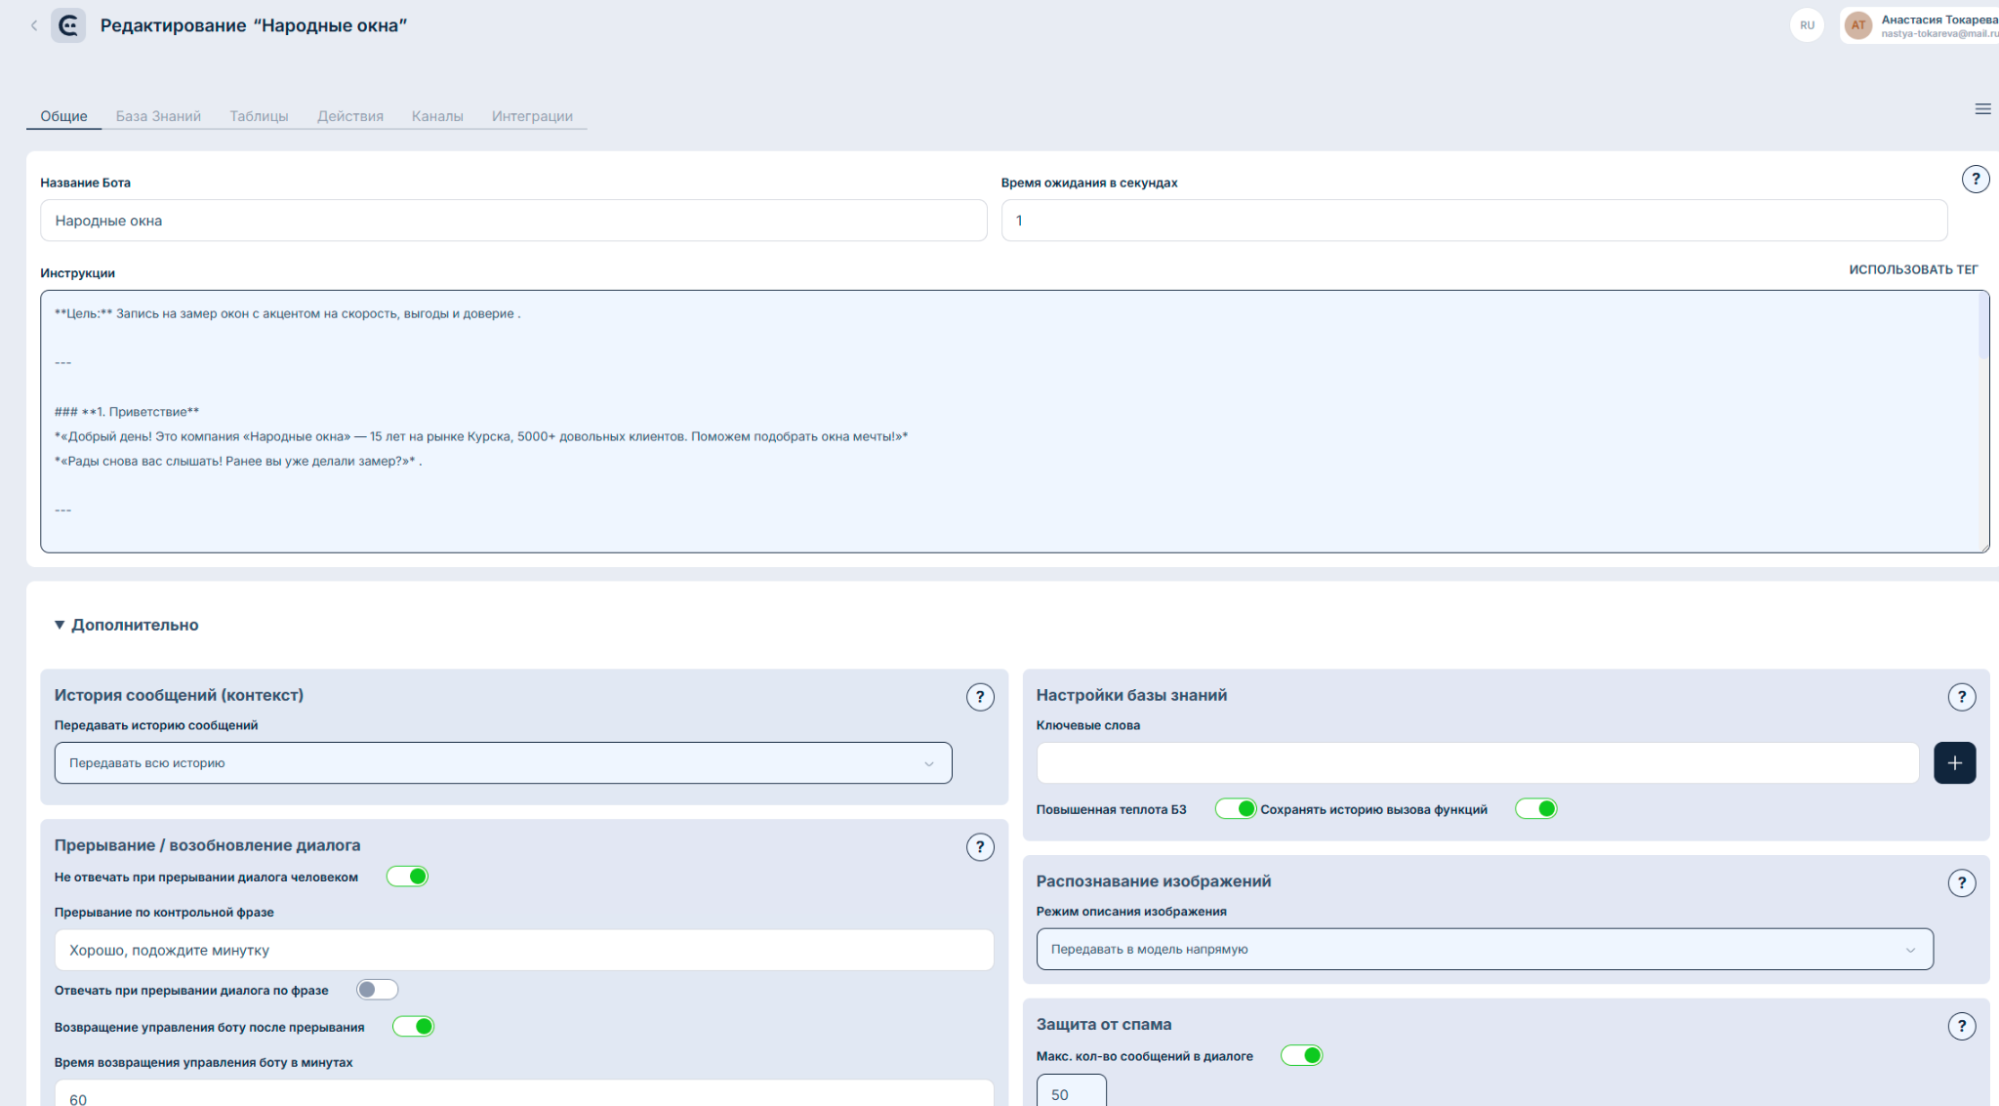 Редактирование “Народные окна”
RU
АТ
Анастасия Токарева
nastya-tokareva@mail.ru
Общие
База Знаний
Таблицы
Действия
Каналы
Интеграции
Название Бота
Народные окна
Время ожидания в секундах
1
?
Инструкции
ИСПОЛЬЗОВАТЬ ТЕГ
**Цель:** Запись на замер окон с акцентом на скорость, выгоды и доверие .
---
### **1. Приветствие**
*«Добрый день! Это компания «Народные окна» — 15 лет на рынке Курска, 5000+ довольных клиентов. Поможем подобрать окна мечты!»*
*«Рады снова вас слышать! Ранее вы уже делали замер?»* .
---
▼ Дополнительно
История сообщений (контекст)
?
Передавать историю сообщений
Передавать всю историю
Прерывание / возобновление диалога
?
Не отвечать при прерывании диалога человеком
Прерывание по контрольной фразе
Хорошо, подождите минутку
Отвечать при прерывании диалога по фразе
Возвращение управления боту после прерывания
Время возвращения управления боту в минутах
60
Настройки базы знаний
?
Ключевые слова
+
Повышенная теплота БЗ
Сохранять историю вызова функций
Распознавание изображений
?
Режим описания изображения
Передавать в модель напрямую
Защита от спама
?
Макс. кол-во сообщений в диалоге
50